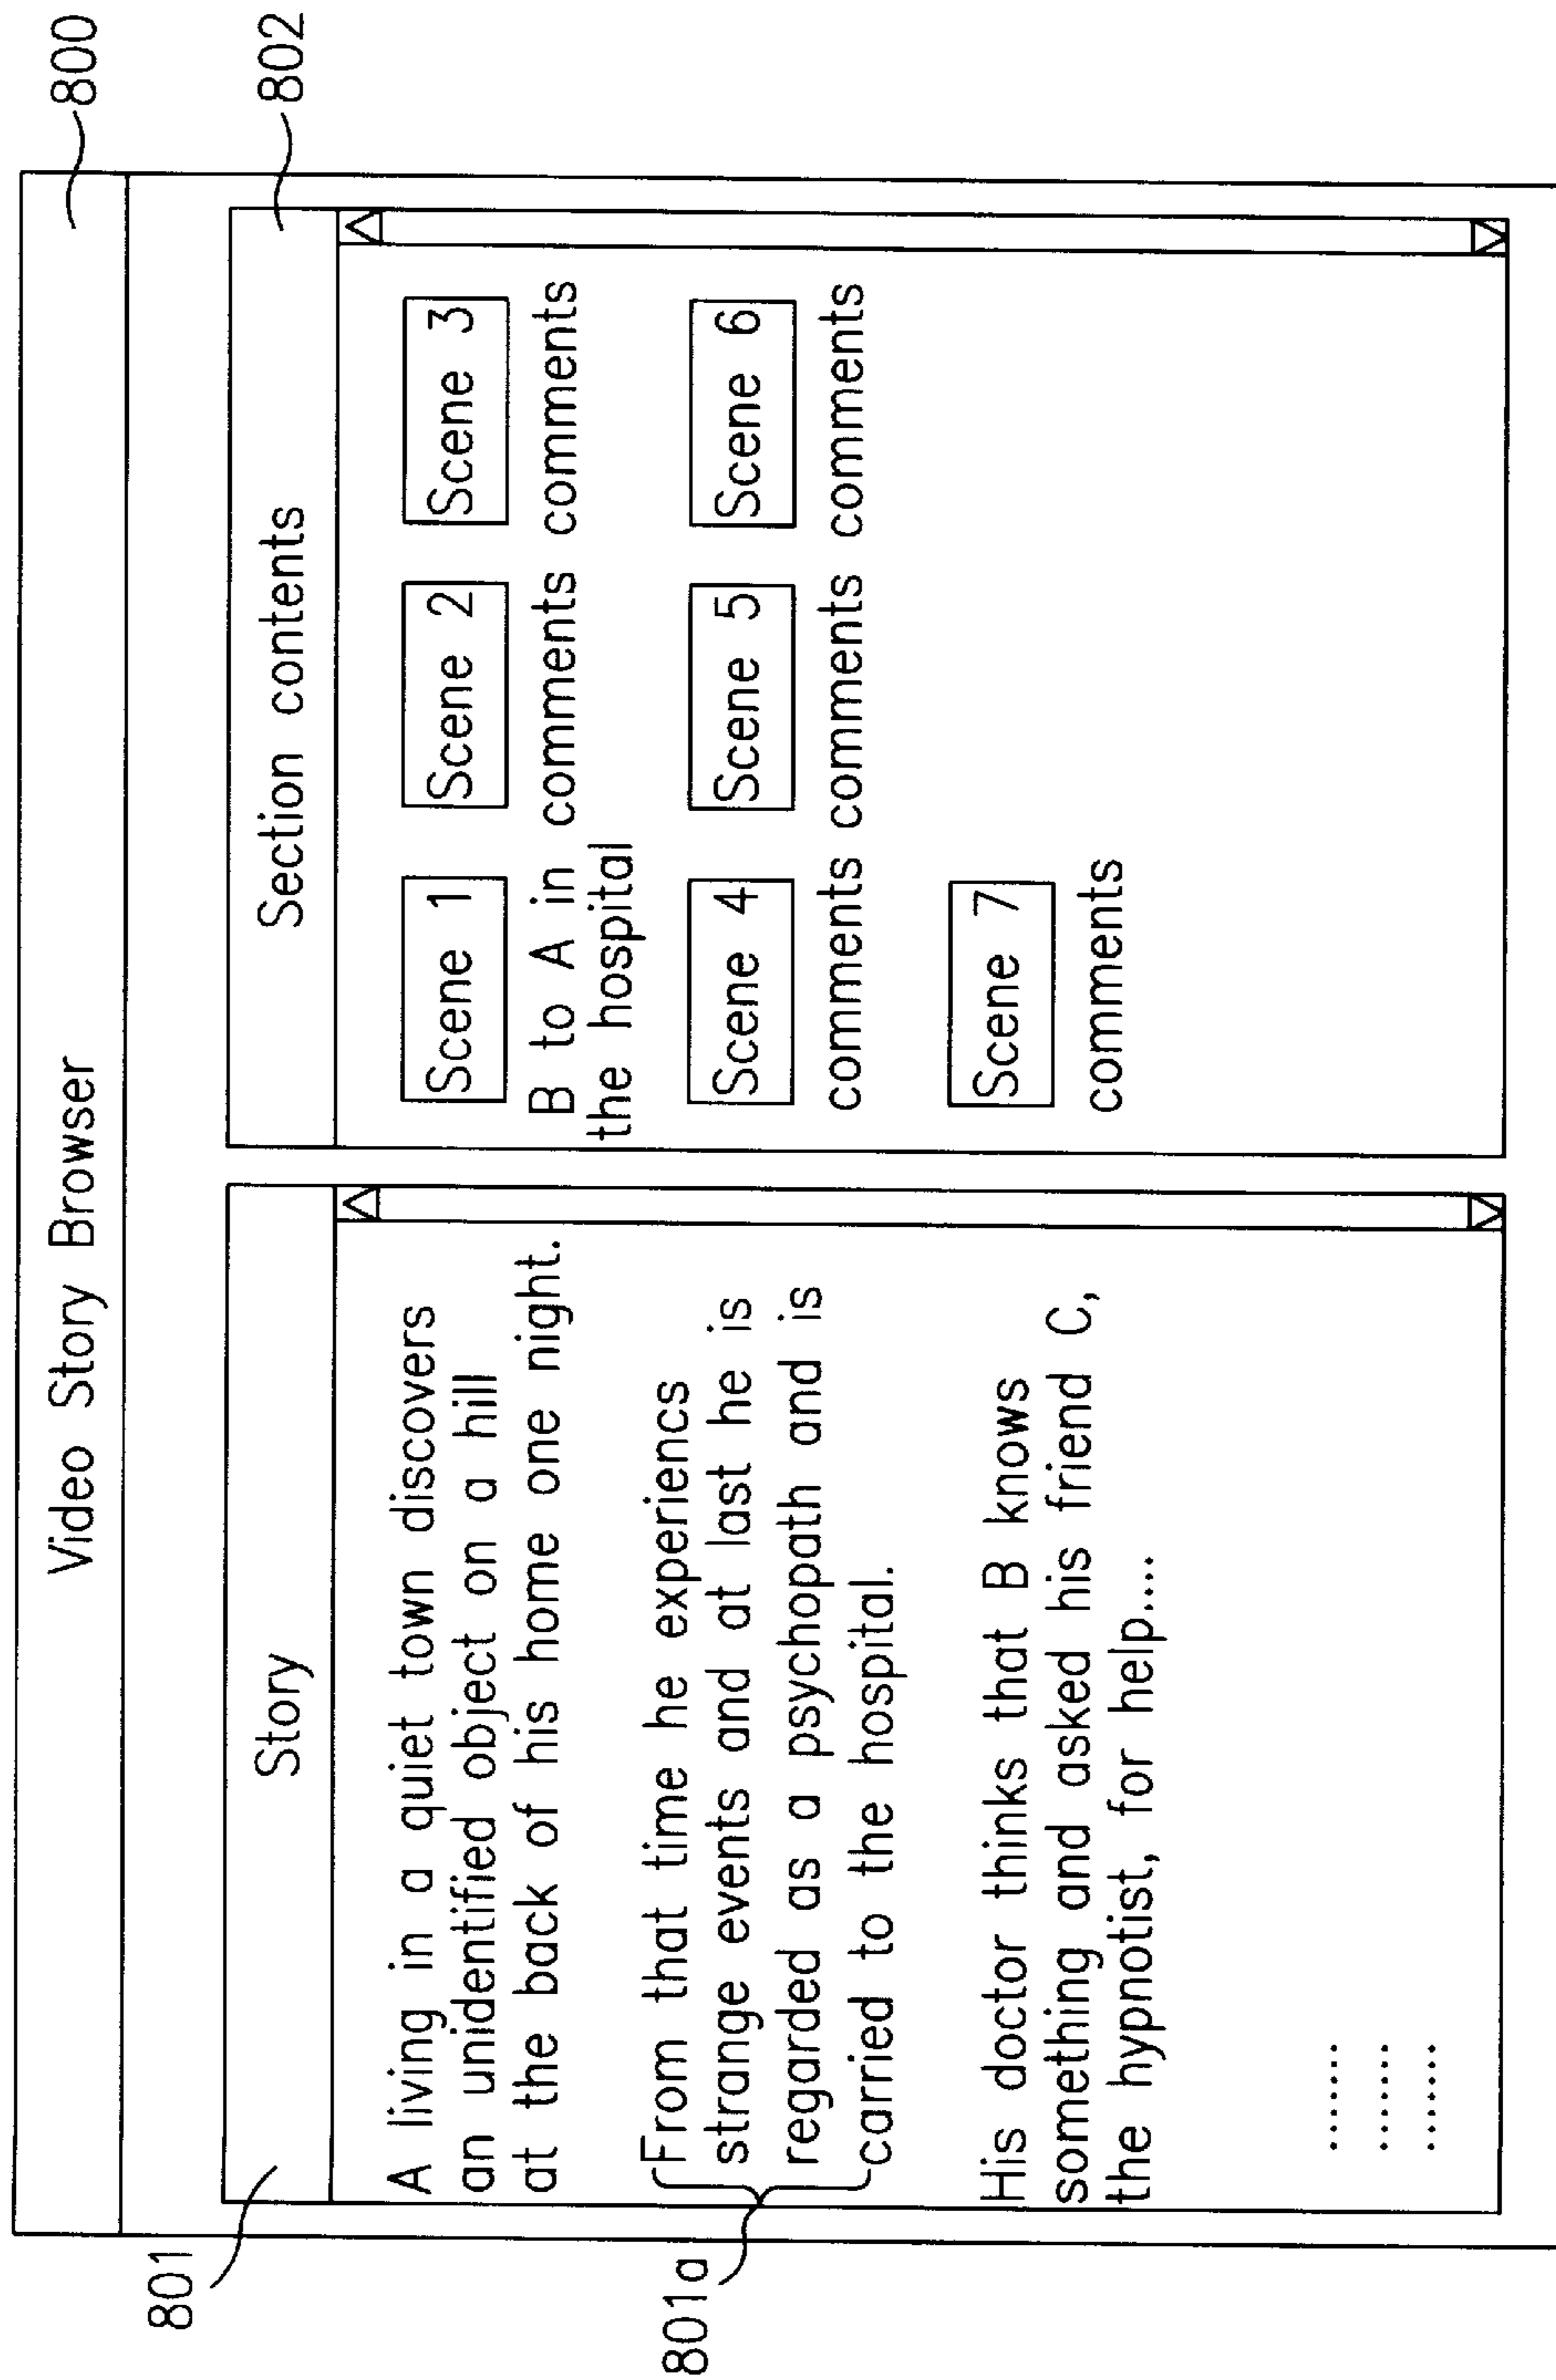 Video Story Browser
800
801
Story
A living in a quiet town discovers
an unidentified object on a hill
at the back of his home one night.
801a
From that time he experiencs
strange events and at last he is
regarded as a psychopath and is
carried to the hospital.
His doctor thinks that B knows
something and asked his friend C,
the hypnotist, for help....
......
......
......
802
Section contents
Scene 1 Scene 2 Scene 3
B to A in comments comments
the hospital
Scene 4 Scene 5 Scene 6
comments comments comments
Scene 7
comments